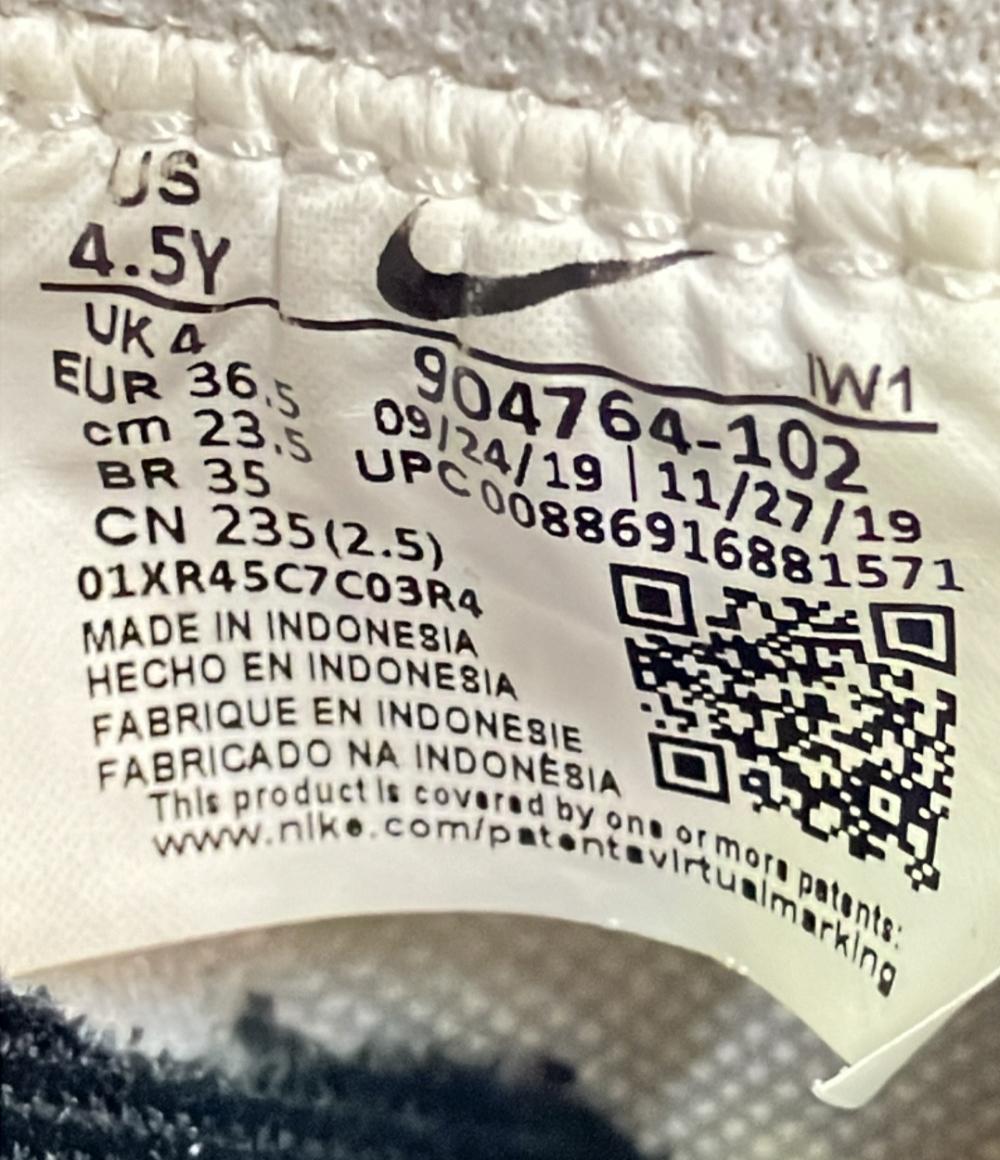 US
4.5Y
UK 4
EUR 36.5
cm 23.5
BR 35
CN 235(2.5)
IW1
904764-102
09/24/19 | 11/27/19
UPC 00886916881571
01XR45C7C03R4
MADE IN INDONESIA
HECHO EN INDONESIA
FABRIQUE EN INDONESIE
FABRICADO NA INDONÉSIA
This product is covered by one or more patents:
www.nike.com/patentsvirtualmarking